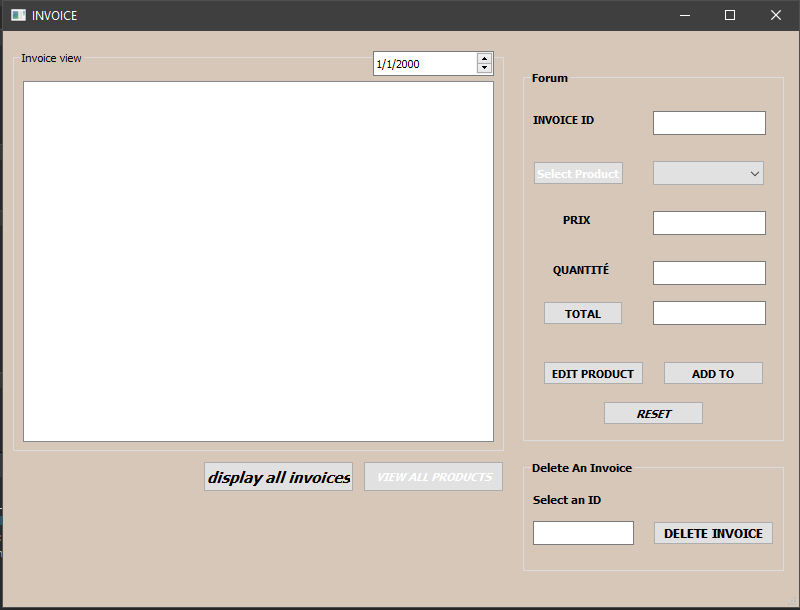 INVOICE
Invoice view
1/1/2000
Forum
INVOICE ID
Select Product
PRIX
QUANTITÉ
TOTAL
EDIT PRODUCT
ADD TO
RESET
display all invoices
VIEW ALL PRODUCTS
Delete An Invoice
Select an ID
DELETE INVOICE